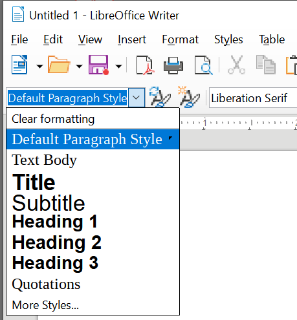 Untitled 1 - LibreOffice Writer
File Edit View Insert Format Styles Table
Default Paragraph Style Liberation Serif
Clear formatting
Default Paragraph Style
Text Body
Title
Subtitle
Heading 1
Heading 2
Heading 3
Quotations
More Styles...
1